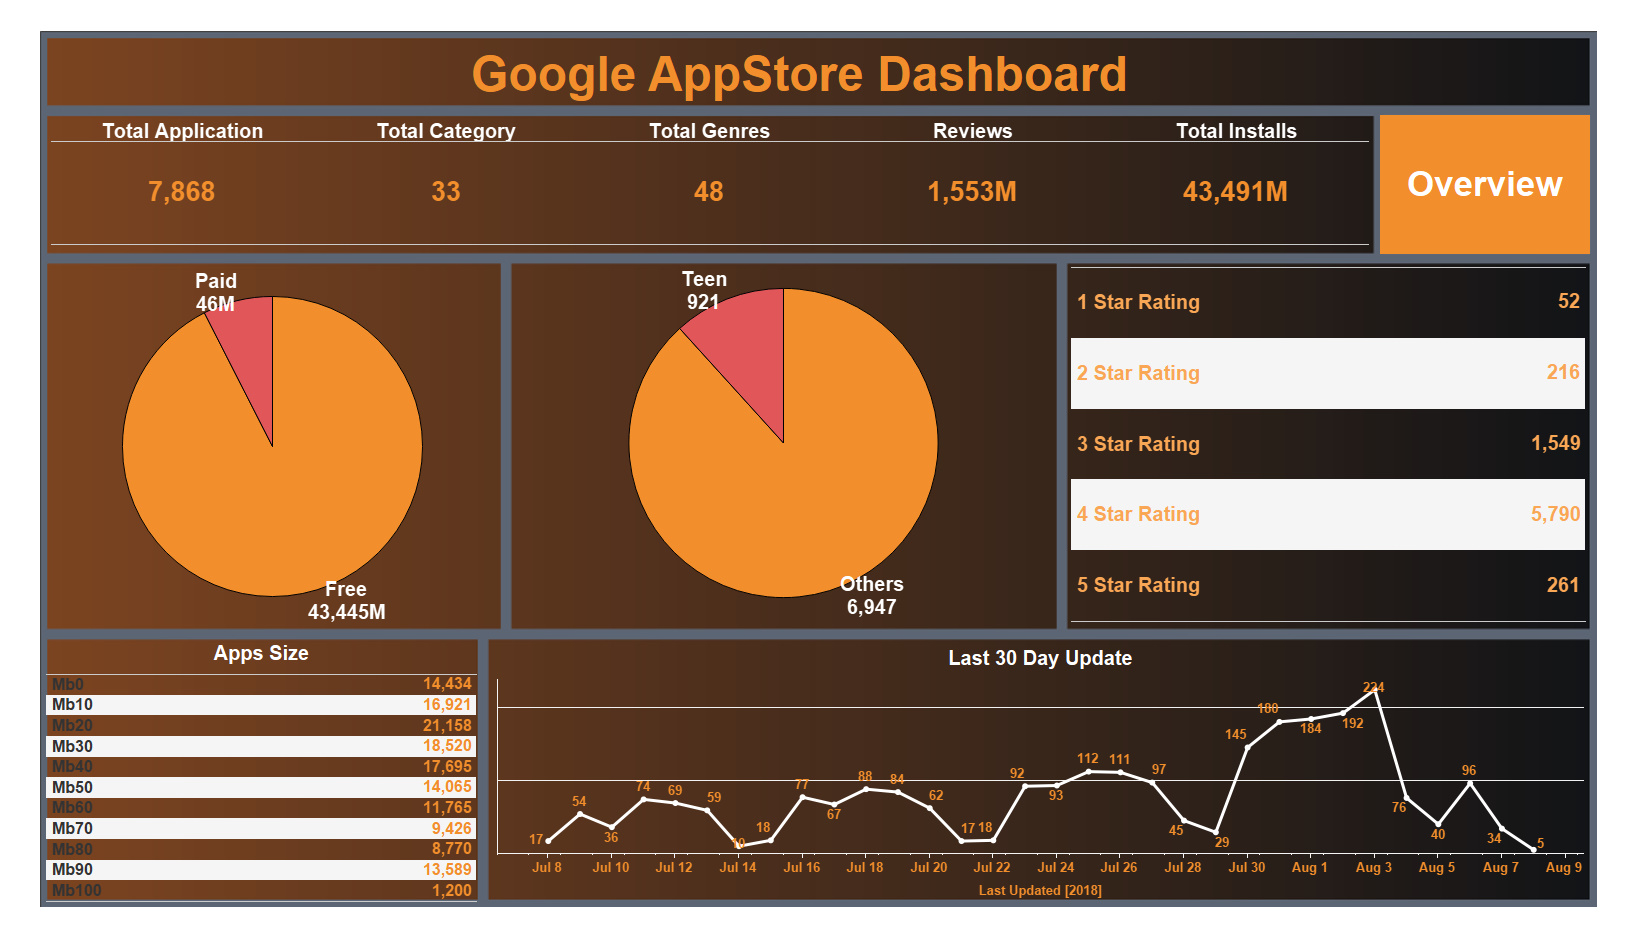 Google AppStore Dashboard
Total Application Total Category Total Genres Reviews Total Installs
7,868 33 48 1,553M 43,491M
Overview
Paid
46M
Free
43,445M
Teen
921
Others
6,947
1 Star Rating 52
2 Star Rating 216
3 Star Rating 1,549
4 Star Rating 5,790
5 Star Rating 261
Apps Size
Mb0 14,434
Mb10 16,921
Mb20 21,158
Mb30 18,520
Mb40 17,695
Mb50 14,065
Mb60 11,765
Mb70 9,426
Mb80 8,770
Mb90 13,589
Mb100 1,200
Last 30 Day Update
17 54 36 74 69 59 10 18 77 67 88 84 62 17 18 92 93 112 111 97 45 29 145 180 184 192 224 76 40 96 34 5
Jul 8 Jul 10 Jul 12 Jul 14 Jul 16 Jul 18 Jul 20 Jul 22 Jul 24 Jul 26 Jul 28 Jul 30 Aug 1 Aug 3 Aug 5 Aug 7 Aug 9
Last Updated [2018]